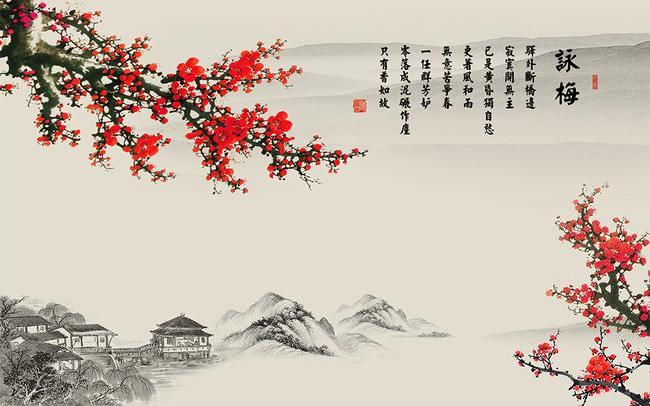 詠梅
驛外斷橋邊
寂寞開無主
已是黃昏獨自愁
更著風和雨
無意苦爭春
一任群芳妒
零落成泥碾作塵
只有香如故